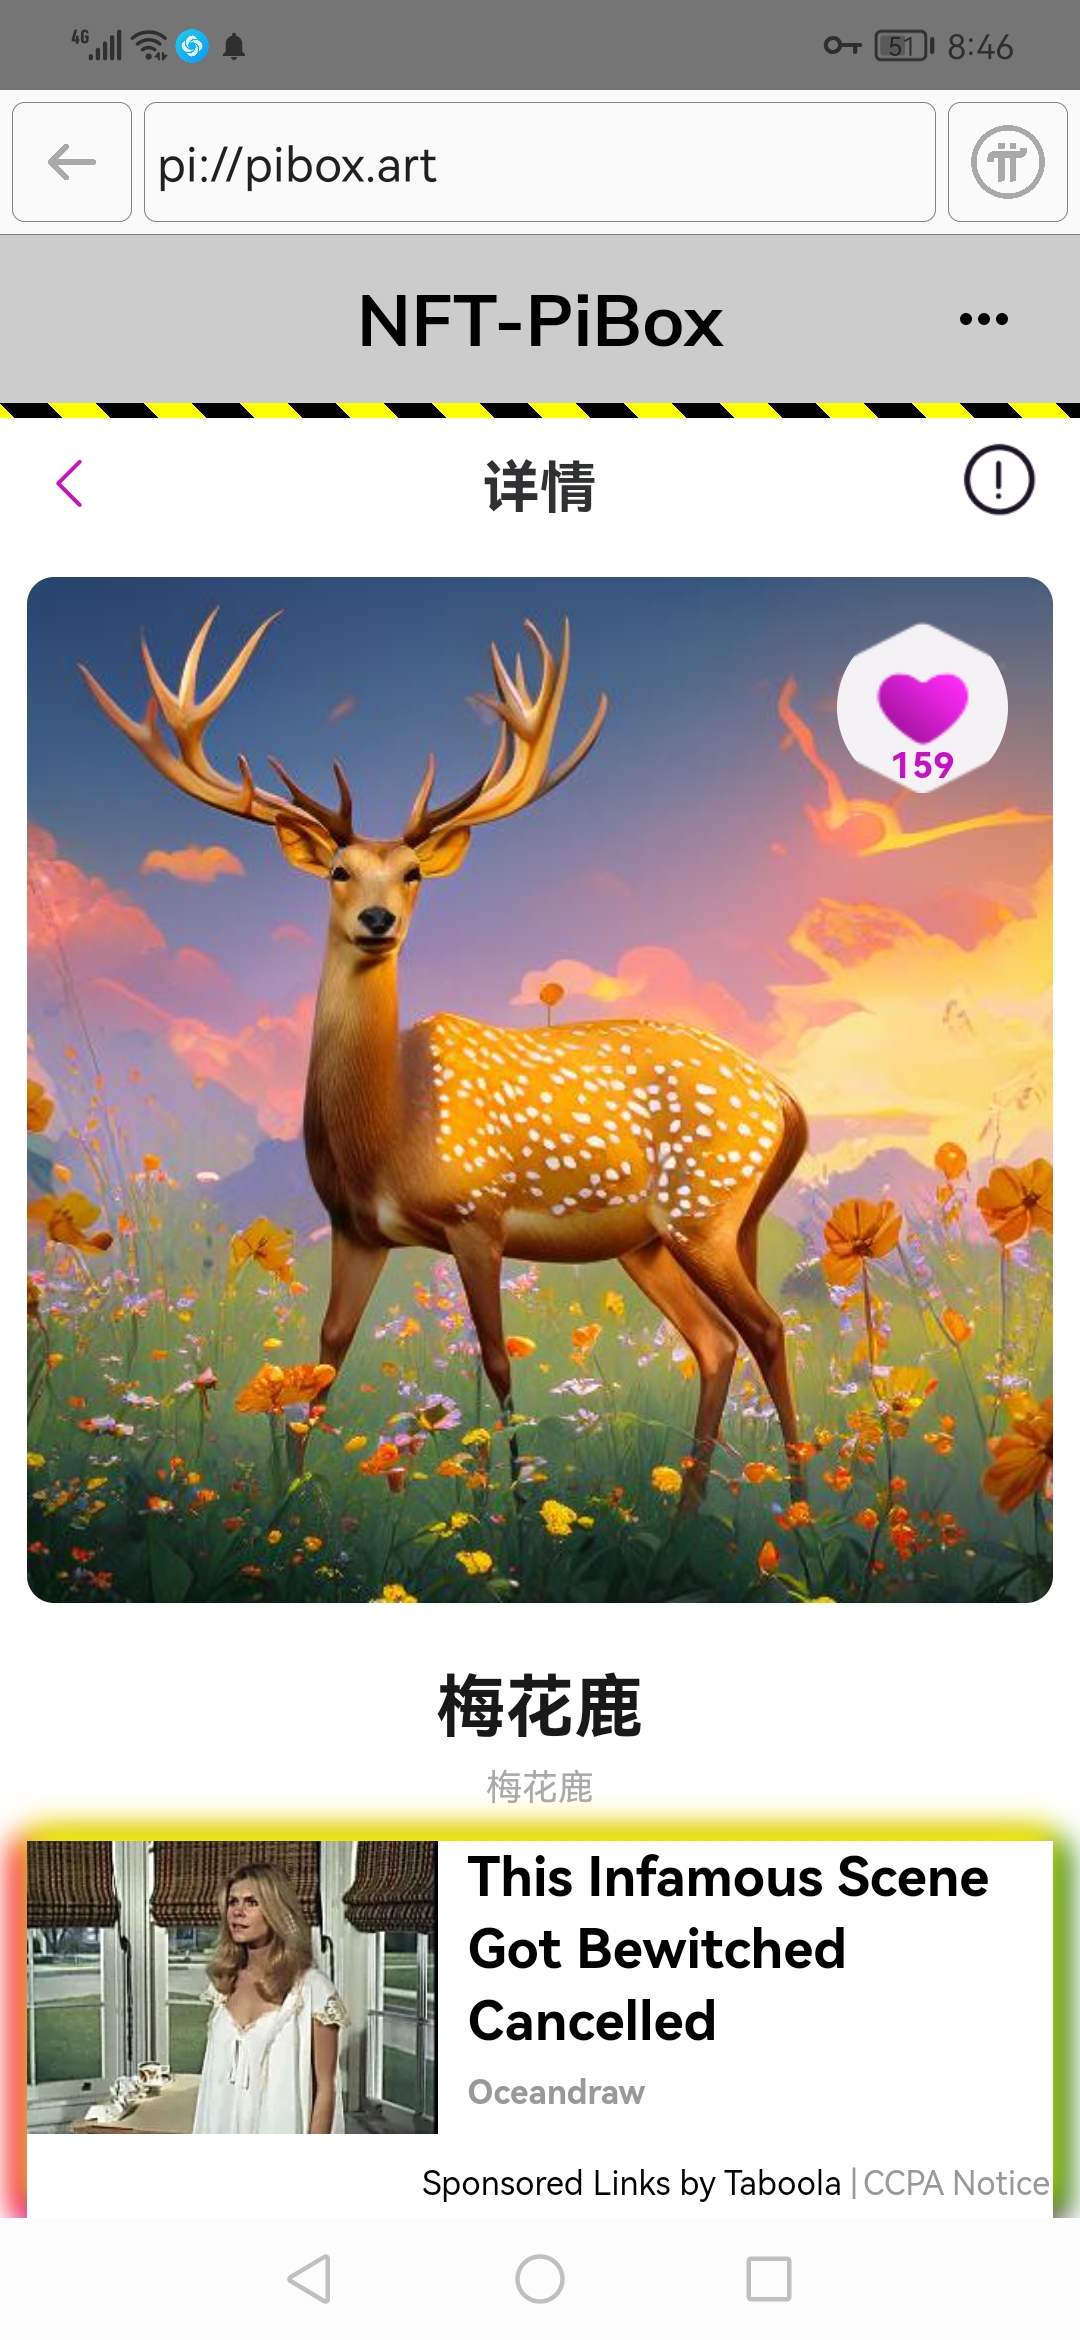 4G 51 8:46
pi://pibox.art
NFT-PiBox
详情
159
梅花鹿
梅花鹿
This Infamous Scene
Got Bewitched
Cancelled
Oceandraw
Sponsored Links by Taboola | CCPA Notice